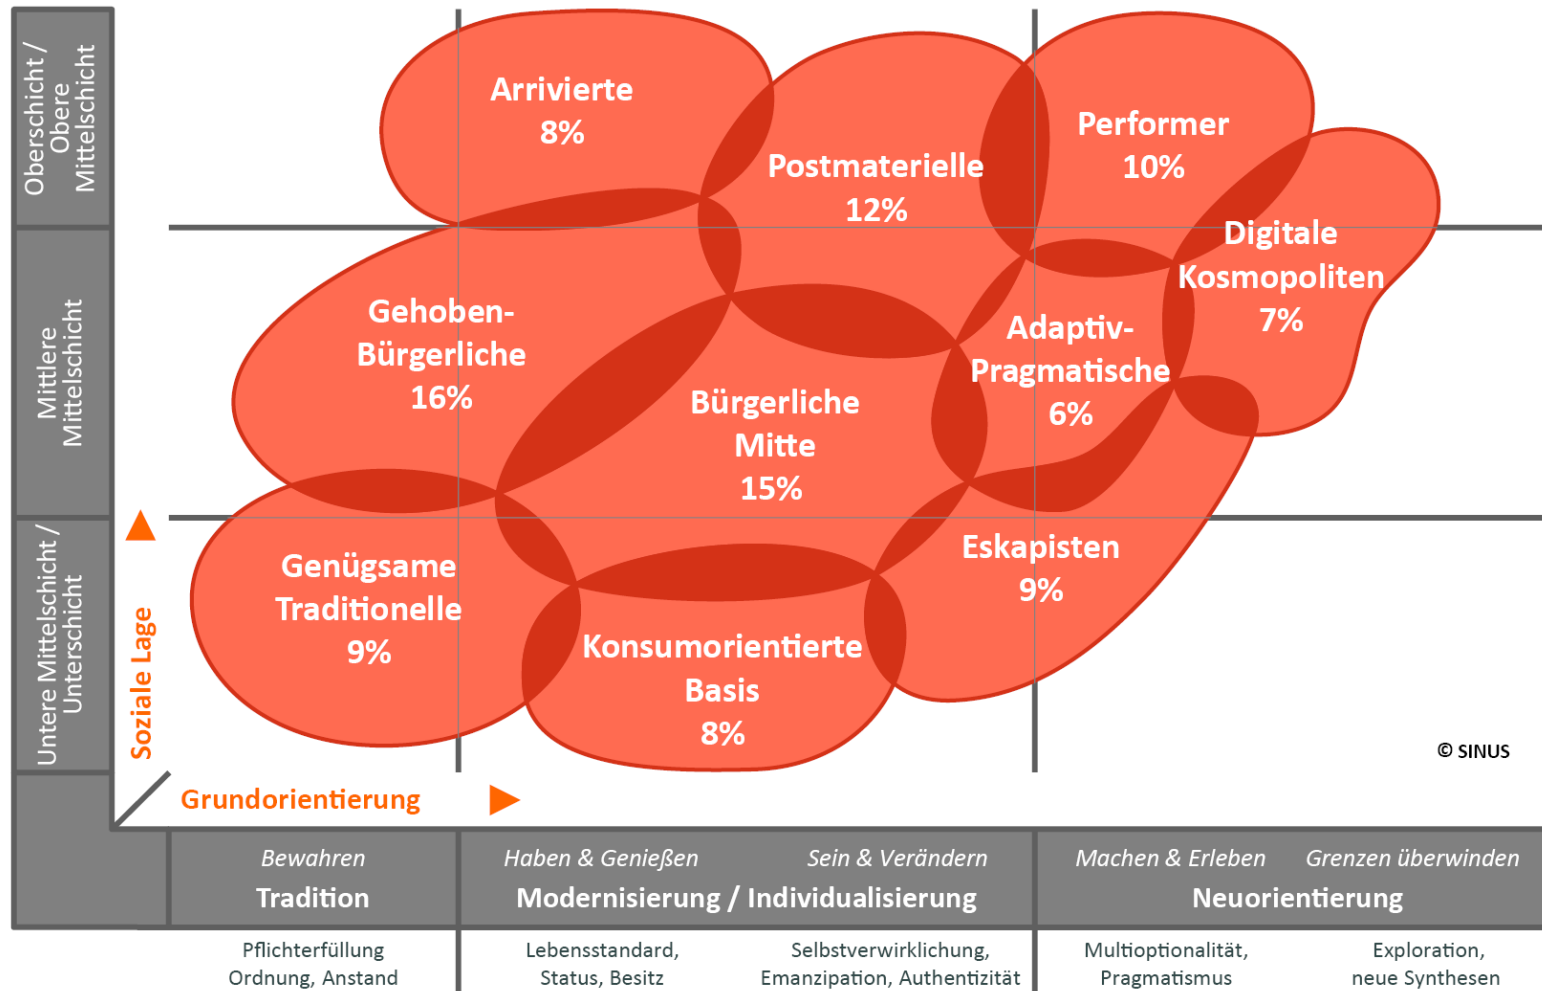 Oberschicht /
Obere
Mittelschicht
Mittlere
Mittelschicht
Untere Mittelschicht /
Unterschicht
Soziale Lage
Arrivierte
8%
Postmaterielle
12%
Performer
10%
Digitale
Kosmopoliten
7%
Gehoben-
Bürgerliche
16%
Bürgerliche
Mitte
15%
Adaptiv-
Pragmatische
6%
Genügsame
Traditionelle
9%
Konsumorientierte
Basis
8%
Eskapisten
9%
© SINUS
Grundorientierung
Bewahren
Tradition
Haben & Genießen
Sein & Verändern
Modernisierung / Individualisierung
Machen & Erleben
Grenzen überwinden
Neuorientierung
Pflichterfüllung
Ordnung, Anstand
Lebensstandard,
Status, Besitz
Selbstverwirklichung,
Emanzipation, Authentizität
Multioptionalität,
Pragmatismus
Exploration,
neue Synthesen